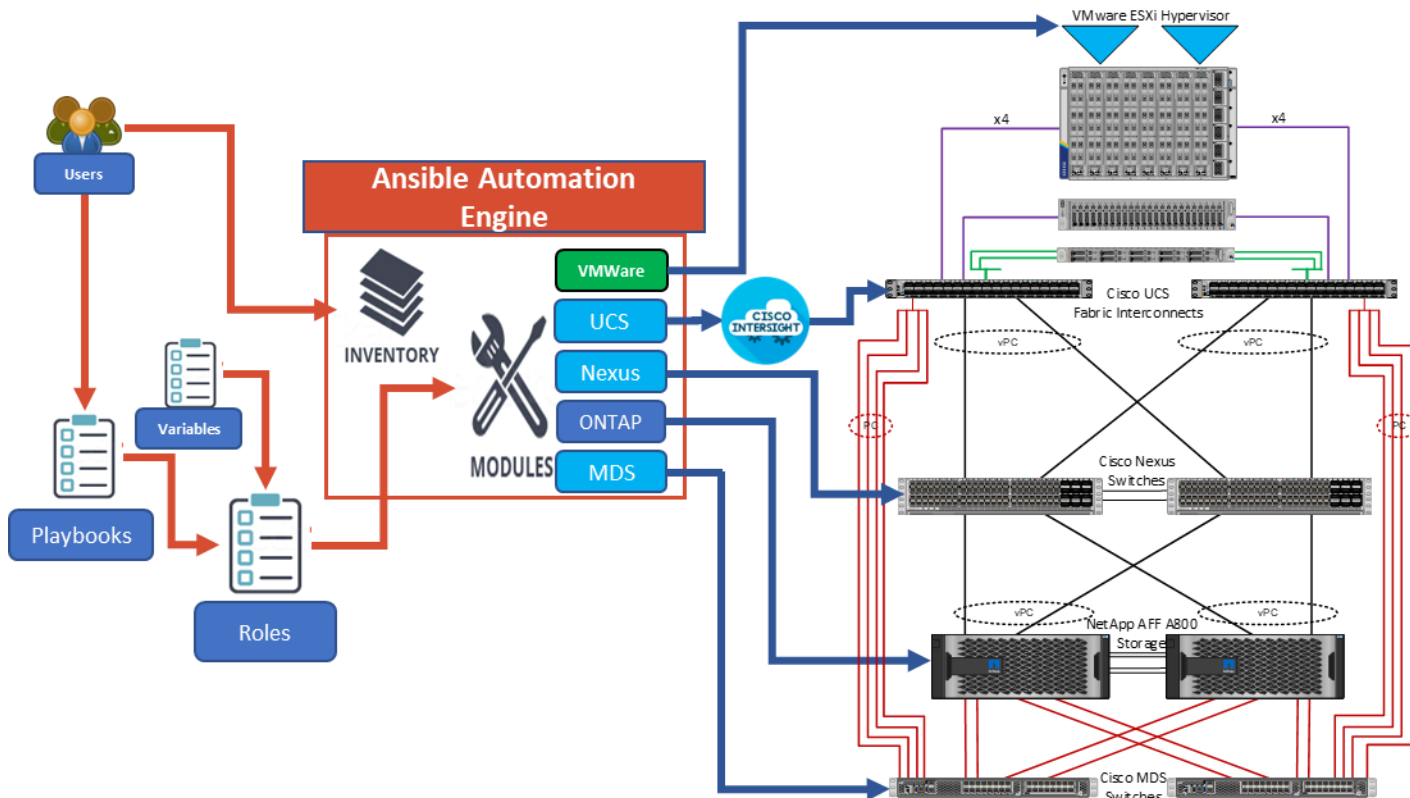 VMware ESXi Hypervisor
x4
x4
Users
Ansible Automation
Engine
VMWare
UCS
Nexus
ONTAP
MDS
INVENTORY
MODULES
CISCO
INTERSIGHT
Cisco UCS
Fabric Interconnects
vPC
vPC
Variables
Playbooks
Roles
PC
PC
Cisco Nexus
Switches
vPC
vPC
NetApp AFF A800
Storage
Cisco MDS
Switches